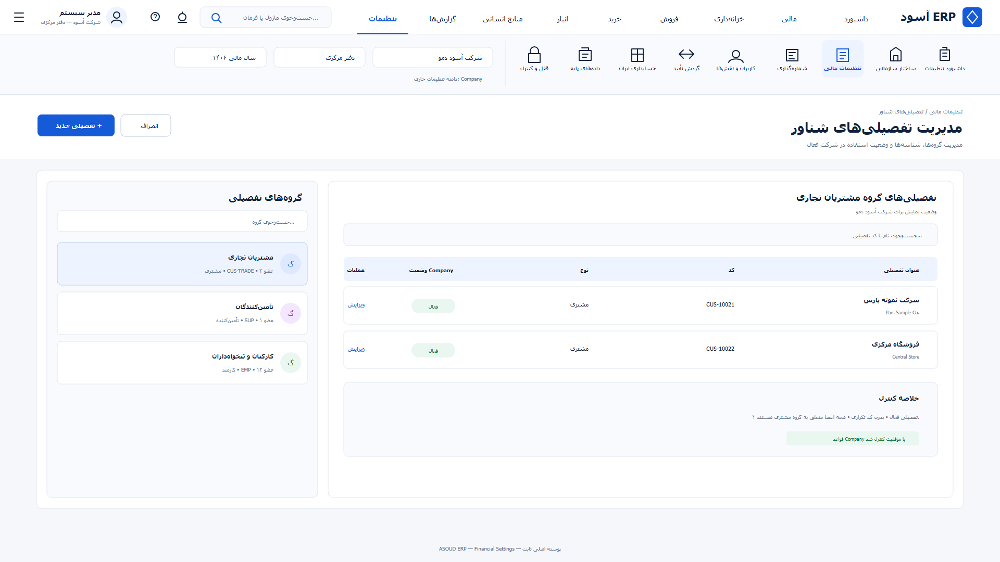 آسود ERP
داشبورد
مالی
خزانه‌داری
فروش
خرید
انبار
منابع انسانی
گزارش‌ها
تنظیمات
جست‌وجوی ماژول یا فرمان...
?
مدیر سیستم
شرکت آسود — دفتر مرکزی
داشبورد تنظیمات
ساختار سازمانی
تنظیمات مالی
شماره‌گذاری
کاربران و نقش‌ها
گردش تأیید
حسابداری ایران
داده‌های پایه
قفل و کنترل
شرکت آسود دمو
دفتر مرکزی
سال مالی ۱۴۰۶
دامنه تنظیمات جاری: Company
تنظیمات مالی / تفصیلی‌های شناور
مدیریت تفصیلی‌های شناور
مدیریت گروه‌ها، شناسه‌ها و وضعیت استفاده در شرکت فعال
انصراف
+ تفصیلی جدید
تفصیلی‌های گروه مشتریان تجاری
وضعیت نمایش برای شرکت آسود دمو
جست‌وجوی نام یا کد تفصیلی...
عنوان تفصیلی
کد
نوع
وضعیت Company
عملیات
شرکت نمونه پارس
Pars Sample Co.
CUS-10021
مشتری
فعال
ویرایش
فروشگاه مرکزی
Central Store
CUS-10022
مشتری
فعال
ویرایش
خلاصه کنترل
۲ تفصیلی فعال • بدون کد تکراری • همه اعضا متعلق به گروه مشتری هستند.
قواعد Company با موفقیت کنترل شد
گروه‌های تفصیلی
جست‌وجوی گروه...
گ
مشتریان تجاری
مشتری • CUS-TRADE • ۲ عضو
گ
تأمین‌کنندگان
تأمین‌کننده • SUP • ۱ عضو
گ
کارکنان و تنخواه‌داران
کارمند • EMP • ۱۲ عضو
ASOUD ERP — Financial Settings — پوسته اصلی ثابت